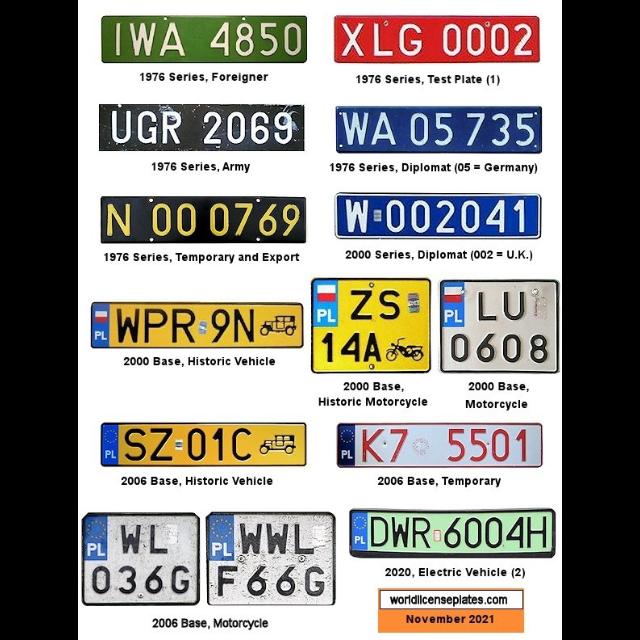 IWA 4850
1976 Series, Foreigner
XLG 0002
1976 Series, Test Plate (1)
UGR 2069
1976 Series, Army
WA 05 735
1976 Series, Diplomat (05 = Germany)
N 00 0769
1976 Series, Temporary and Export
W 002041
2000 Series, Diplomat (002 = U.K.)
PL WPR 9N
2000 Base, Historic Vehicle
PL ZS
14A
2000 Base,
Historic Motorcycle
PL LU
0608
2000 Base,
Motorcycle
PL SZ 01C
2006 Base, Historic Vehicle
PL K7 5501
2006 Base, Temporary
PL WL
036G
PL WWL
F66G
2006 Base, Motorcycle
PL DWR 6004H
2020, Electric Vehicle (2)
worldlicenseplates.com
November 2021